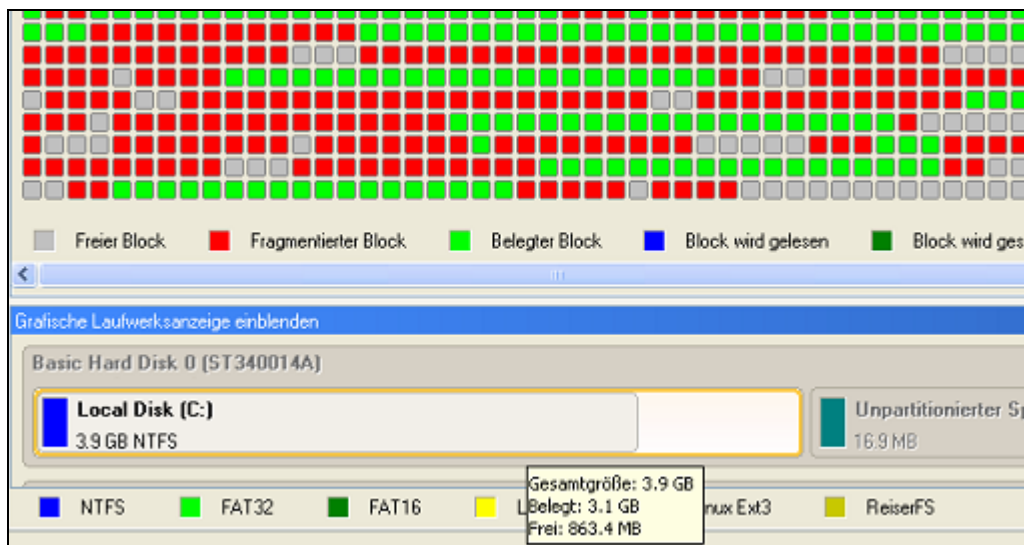 Freier Block Fragmentierter Block Belegter Block Block wird gelesen Block wird ges
Grafische Laufwerksanzeige einblenden
Basic Hard Disk 0 (ST340014A)
Local Disk (C:)
3.9 GB NTFS
Unpartitionierter Sp
16.9 MB
Gesamtgröße: 3.9 GB
Belegt: 3.1 GB
Frei: 863.4 MB
NTFS FAT32 FAT16 L nux Ext3 ReiserFS